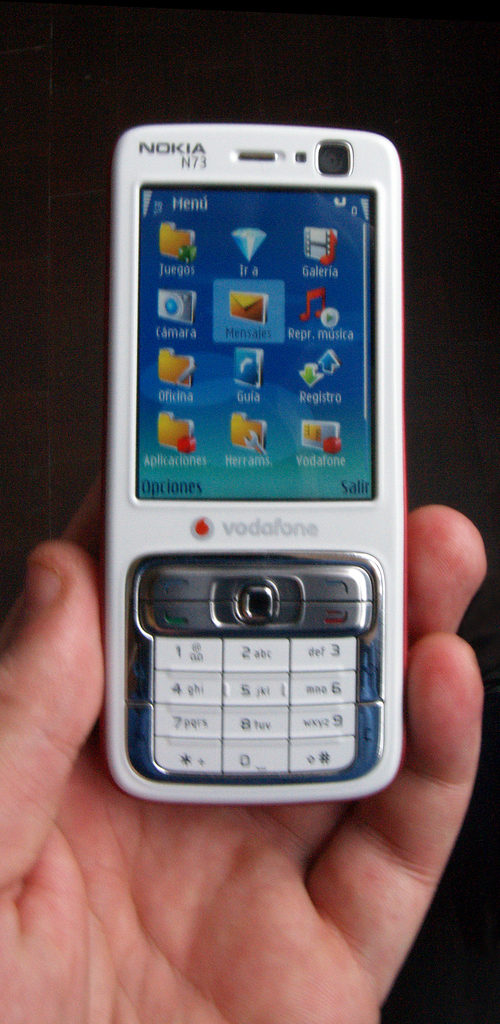 NOKIA
N73
Menú
Juegos Ir a Galería
Cámara Mensajes Repr. música
Oficina Guía Registro
Aplicaciones Herrams. Vodafone
Opciones Salir
vodafone
1 2 abc def 3
4 ghi 5 jkl mno 6
7 pqrs 8 tuv wxyz 9
* + 0 _ #